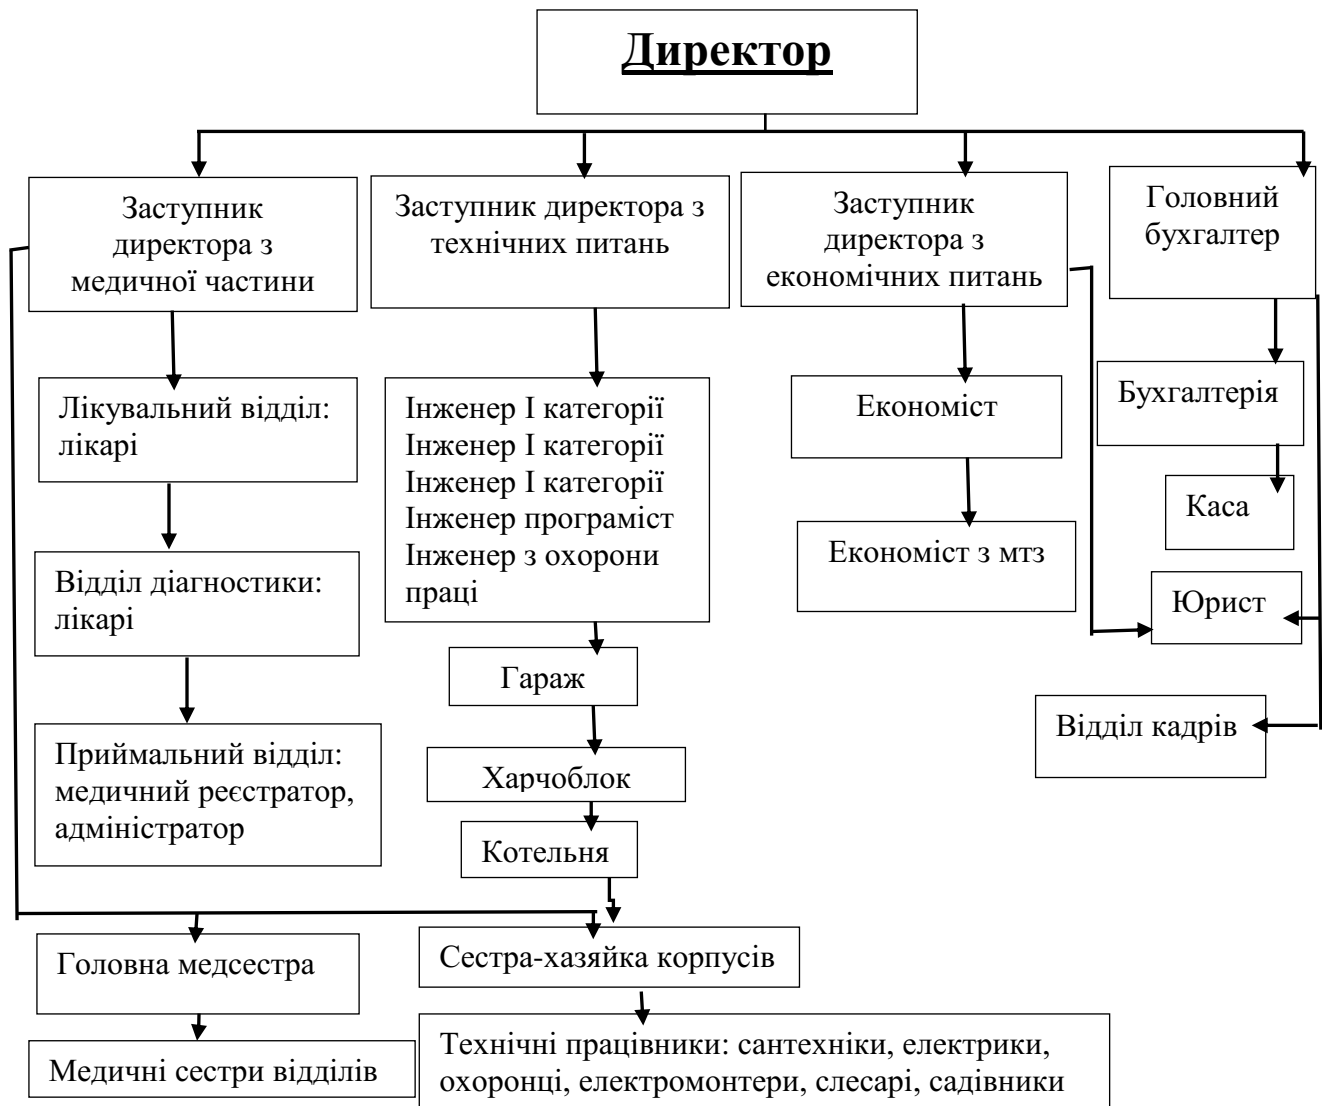 Директор
Заступник
директора з
медичної частини
Заступник директора з
технічних питань
Заступник
директора з
економічних питань
Головний
бухгалтер
Лікувальний відділ:
лікарі
Інженер І категорії
Інженер І категорії
Інженер І категорії
Інженер програміст
Інженер з охорони
праці
Економіст
Бухгалтерія
Каса
Відділ діагностики:
лікарі
Економіст з мтз
Юрист
Гараж
Відділ кадрів
Приймальний відділ:
медичний реєстратор,
адміністратор
Харчоблок
Котельня
Головна медсестра
Сестра-хазяйка корпусів
Медичні сестри відділів
Технічні працівники: сантехніки, електрики,
охоронці, електромонтери, слесарі, садівники